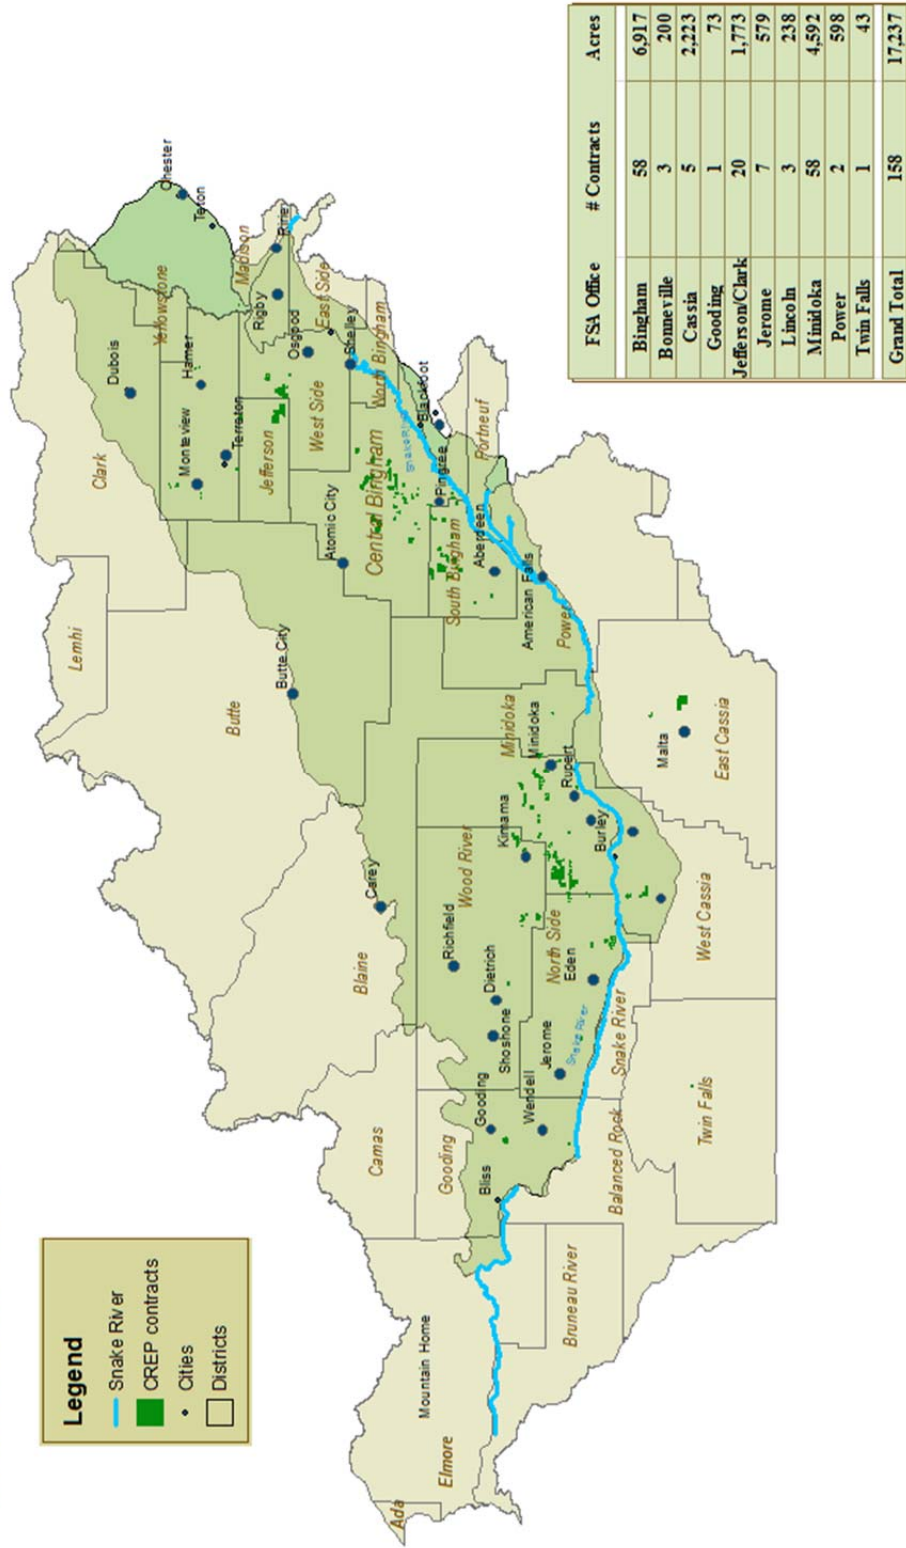 Legend
Snake River
CREP contracts
Cities
Districts
Ada
Elmore
Mountain Home
Camas
Gooding
Blaine
Butte
Lemhi
Clark
Bliss
Gooding
Wendell
Shoshone
Jerome
Dietrich
Richfield
Carey
Wood River
Kimama
North Side
Eden
Snake River
Minidoka
Minidoka
Rupert
Burley
Butte City
Atomic City
Dubois
Monteview
Hamer
Terreton
Yellowstone
Chester
Teton
Madison
Ririe
Rigby
Osgood
East Side
Shelley
Jefferson
West Side
North Bingham
Central Bingham
Snake River
Blackfoot
Pingree
South Bingham
Aberdeen
Portneuf
American Falls
Power
Bruneau River
Balanced Rock
Snake River
Twin Falls
West Cassia
Malta
East Cassia
FSA Office # Contracts Acres
Bingham 58 6,917
Bonneville 3 200
Cassia 5 2,223
Gooding 1 73
Jefferson/Clark 20 1,773
Jerome 7 579
Lincoln 3 238
Minidoka 58 4,592
Power 2 598
Twin Falls 1 43
Grand Total 158 17,237